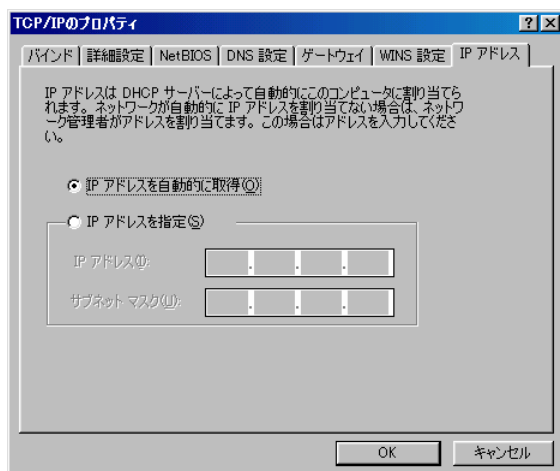 TCP/IPのプロパティ
バインド 詳細設定 NetBIOS DNS 設定 ゲートウェイ WINS 設定 IP アドレス
IP アドレスは DHCP サーバーによって自動的にこのコンピュータに割り当てら
れます。ネットワークが自動的に IP アドレスを割り当てない場合は、ネットワ
ーク管理者がアドレスを割り当てます。この場合はアドレスを入力してくださ
い。
IP アドレスを自動的に取得(O)
IP アドレスを指定(S)
IP アドレス(I):
サブネット マスク(U):
OK キャンセル